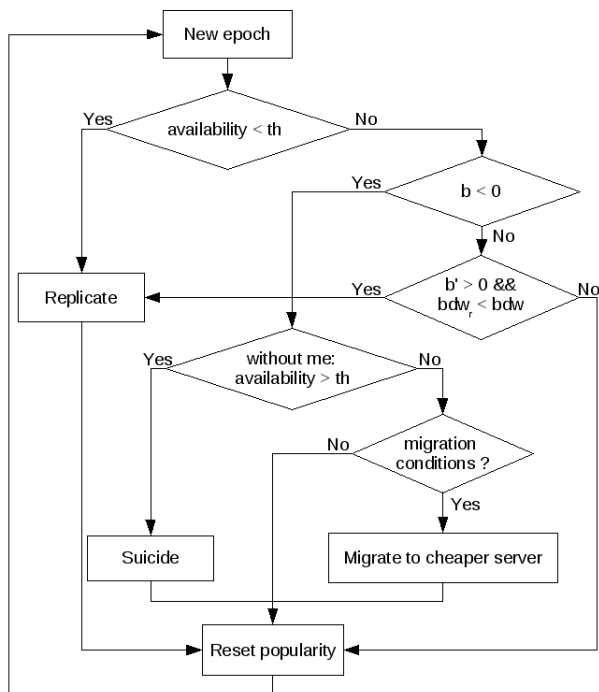 New epoch
Yes
availability < th
No
Yes
b < 0
No
Replicate
Yes
b' > 0 &&
bdwr < bdw
No
Yes
without me:
availability > th
No
No
migration
conditions ?
Yes
Suicide
Migrate to cheaper server
Reset popularity